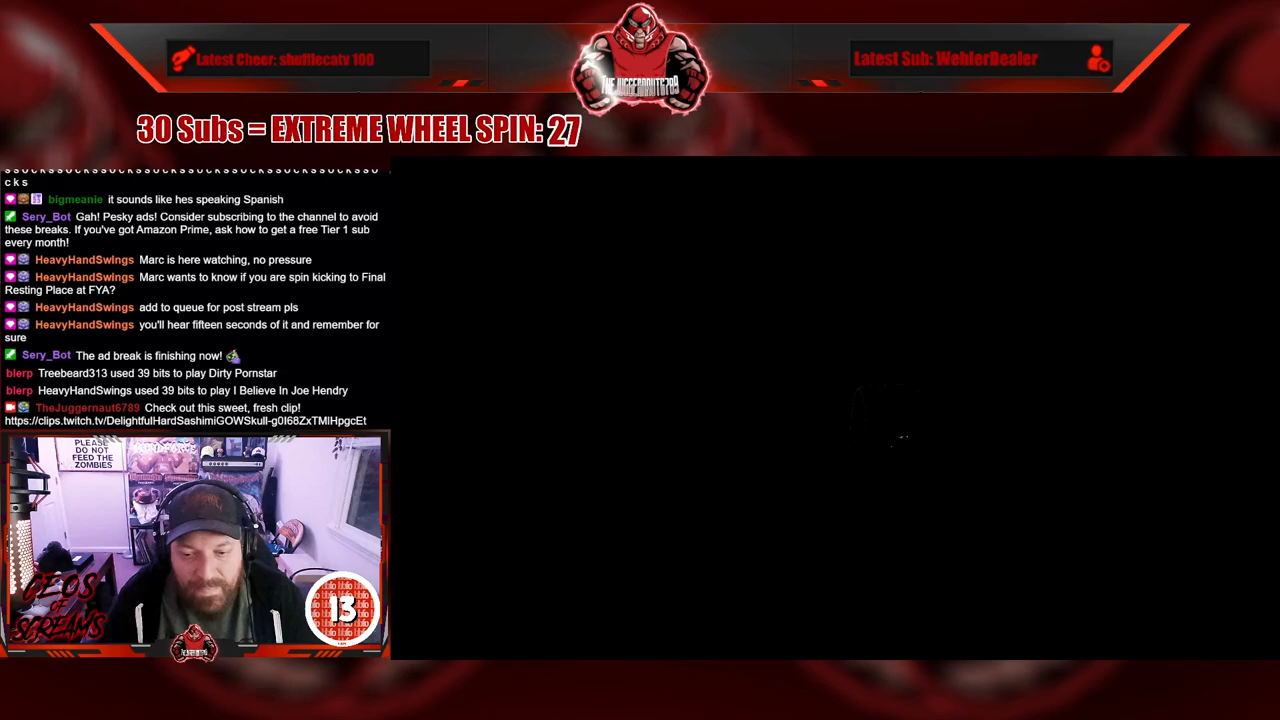 Latest Cheer: shufflecatv 100
THEJUGGERNAUT6789
Latest Sub: WehlerDealer
30 Subs = EXTREME WHEEL SPIN: 27
s s o c k s s o c k s s o c k s s o c k s s o c k s s o c k s s o c k s s o
c k s
bigmeanie it sounds like hes speaking Spanish
Sery_Bot Gah! Pesky ads! Consider subscribing to the channel to avoid
these breaks. If you've got Amazon Prime, ask how to get a free Tier 1 sub
every month!
HeavyHandSwings Marc is here watching, no pressure
HeavyHandSwings Marc wants to know if you are spin kicking to Final
Resting Place at FYA?
HeavyHandSwings add to queue for post stream pls
HeavyHandSwings you'll hear fifteen seconds of it and remember for
sure
Sery_Bot The ad break is finishing now!
blerp Treebeard313 used 39 bits to play Dirty Pornstar
blerp HeavyHandSwings used 39 bits to play I Believe In Joe Hendry
TheJuggernaut6789 Check out this sweet, fresh clip!
https://clips.twitch.tv/DelightfulHardSashimiGOWSkull-g0I68ZxTMIHpgcEt
PLEASE
DO NOT
FEED THE
ZOMBIES
CEOS
OF
SCREAMS
13